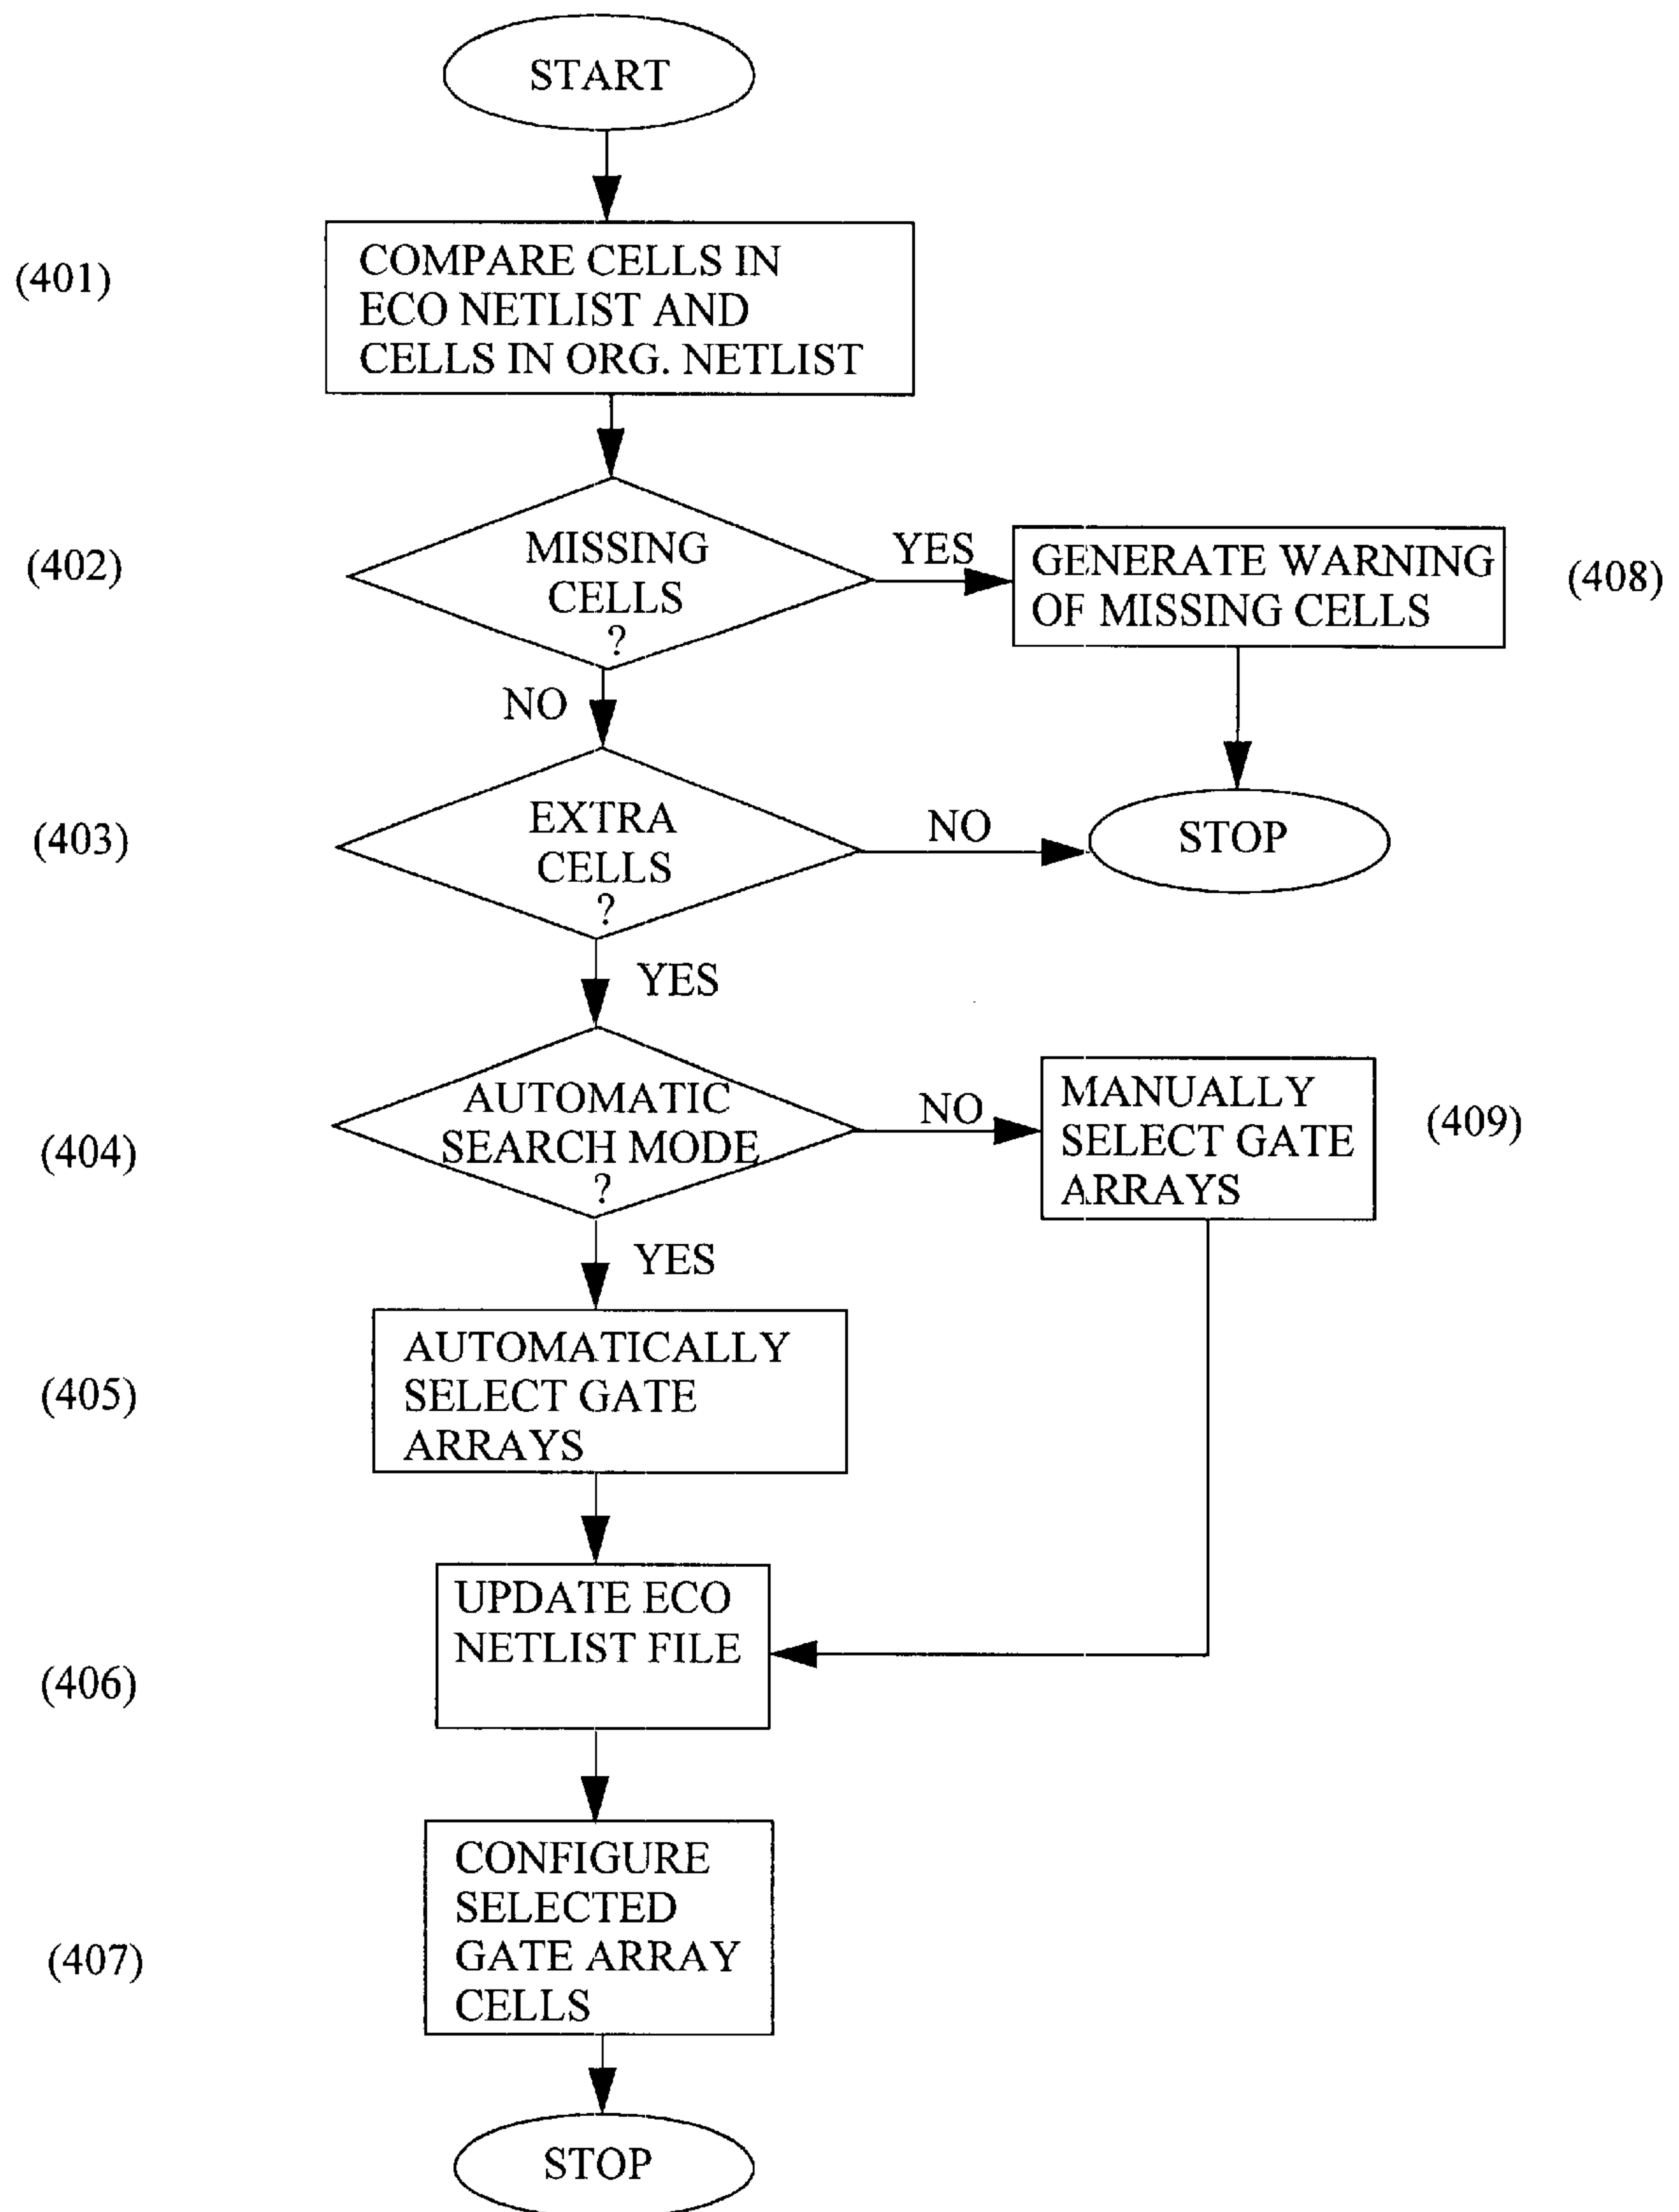 START
(401)
COMPARE CELLS IN
ECO NETLIST AND
CELLS IN ORG. NETLIST
(402)
MISSING
CELLS
?
YES
GENERATE WARNING
OF MISSING CELLS
(408)
NO
(403)
EXTRA
CELLS
?
NO
STOP
YES
(404)
AUTOMATIC
SEARCH MODE
?
NO
MANUALLY
SELECT GATE
ARRAYS
(409)
YES
(405)
AUTOMATICALLY
SELECT GATE
ARRAYS
(406)
UPDATE ECO
NETLIST FILE
(407)
CONFIGURE
SELECTED
GATE ARRAY
CELLS
STOP